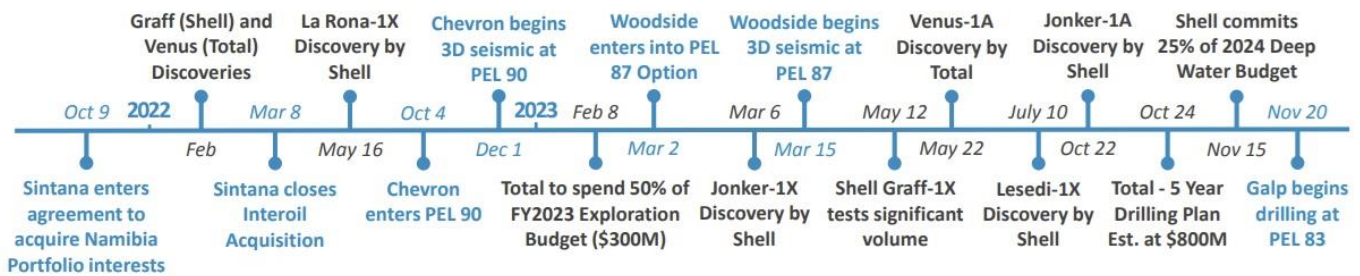 Graff (Shell) and
Venus (Total)
Discoveries
La Rona-1X
Discovery by
Shell
Chevron begins
3D seismic at
PEL 90
Woodside
enters into PEL
87 Option
Woodside begins
3D seismic at
PEL 87
Venus-1A
Discovery by
Total
Jonker-1A
Discovery by
Shell
Shell commits
25% of 2024 Deep
Water Budget
Oct 9
2022
Mar 8
Oct 4
2023
Feb 8
Mar 6
May 12
July 10
Oct 24
Nov 20
Feb
May 16
Dec 1
Mar 2
Mar 15
May 22
Oct 22
Nov 15
Sintana enters
agreement to
acquire Namibia
Portfolio interests
Sintana closes
Interoil
Acquisition
Chevron
enters PEL 90
Total to spend 50% of
FY2023 Exploration
Budget ($300M)
Jonker-1X
Discovery by
Shell
Shell Graff-1X
tests significant
volume
Lesedi-1X
Discovery by
Shell
Total - 5 Year
Drilling Plan
Est. at $800M
Galp begins
drilling at
PEL 83